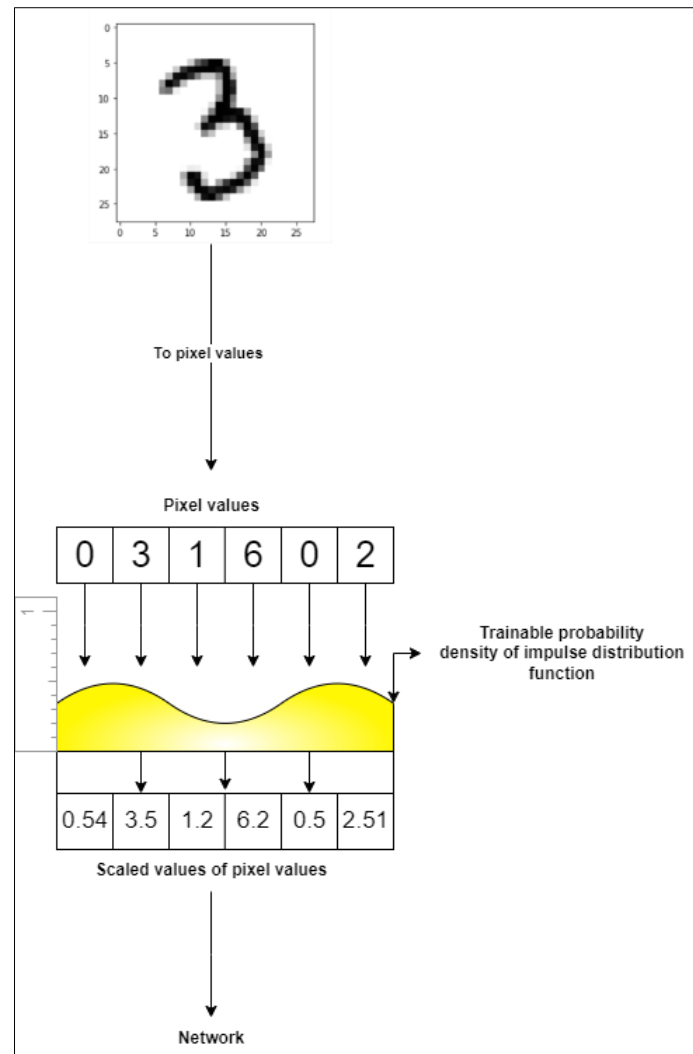 0
5
10
15
20
25
0 5 10 15 20 25
To pixel values
Pixel values
0 3 1 6 0 2
1
Trainable probability
density of impulse distribution
function
0.54 3.5 1.2 6.2 0.5 2.51
Scaled values of pixel values
Network